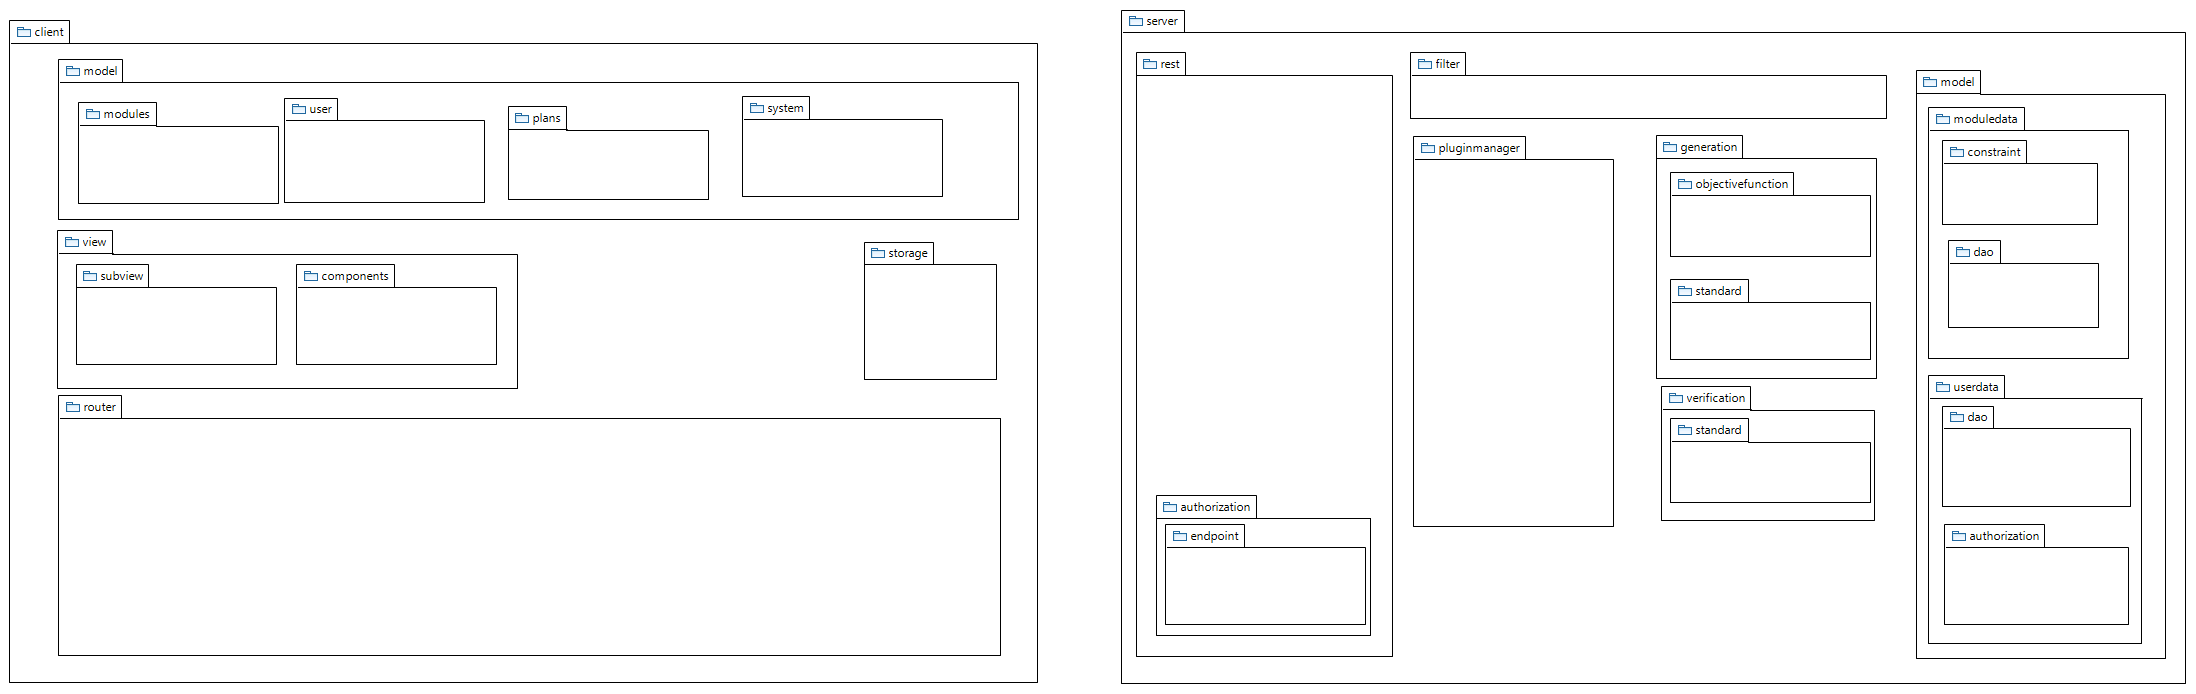 client
model
modules
user
plans
system
view
subview
components
storage
router
server
rest
authorization
endpoint
filter
pluginmanager
generation
objectivefunction
standard
verification
standard
model
moduledata
constraint
dao
userdata
dao
authorization